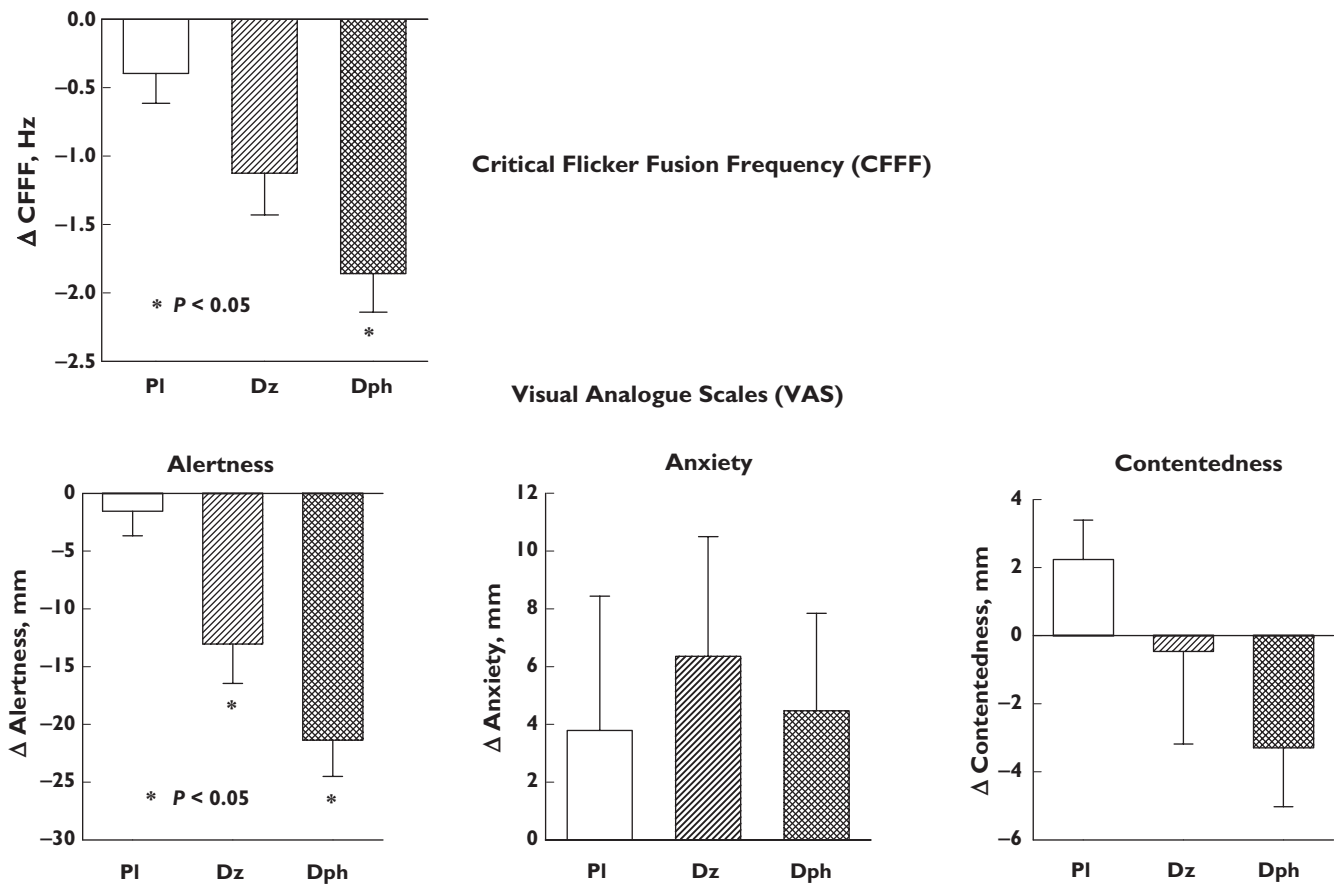 0.0
−0.5
−1.0
−1.5
−2.0
−2.5
Δ CFFF, Hz
* P < 0.05
*
Pl Dz Dph
Critical Flicker Fusion Frequency (CFFF)
Visual Analogue Scales (VAS)
Alertness
0
−5
−10
−15
−20
−25
−30
Δ Alertness, mm
*
* P < 0.05 *
Pl Dz Dph
Anxiety
12
10
8
6
4
2
0
Δ Anxiety, mm
Pl Dz Dph
Contentedness
4
2
0
−2
−4
−6
Δ Contentedness, mm
Pl Dz Dph